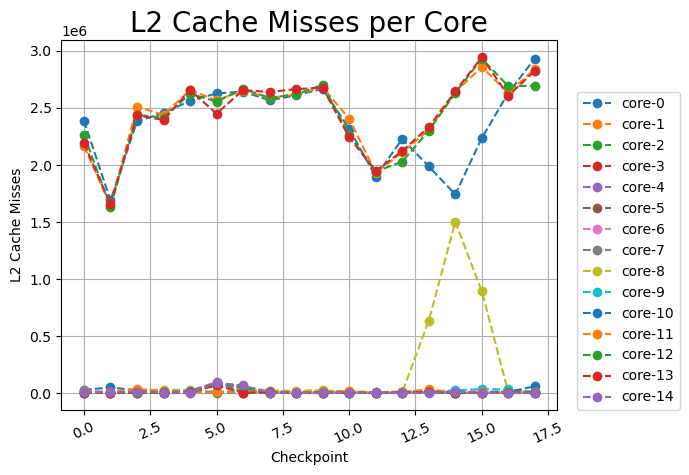 L2 Cache Misses per Core
1e6
3.0
2.5
2.0
1.5
1.0
0.5
0.0
L2 Cache Misses
0.0
2.5
5.0
7.5
10.0
12.5
15.0
17.5
Checkpoint
core-0
core-1
core-2
core-3
core-4
core-5
core-6
core-7
core-8
core-9
core-10
core-11
core-12
core-13
core-14